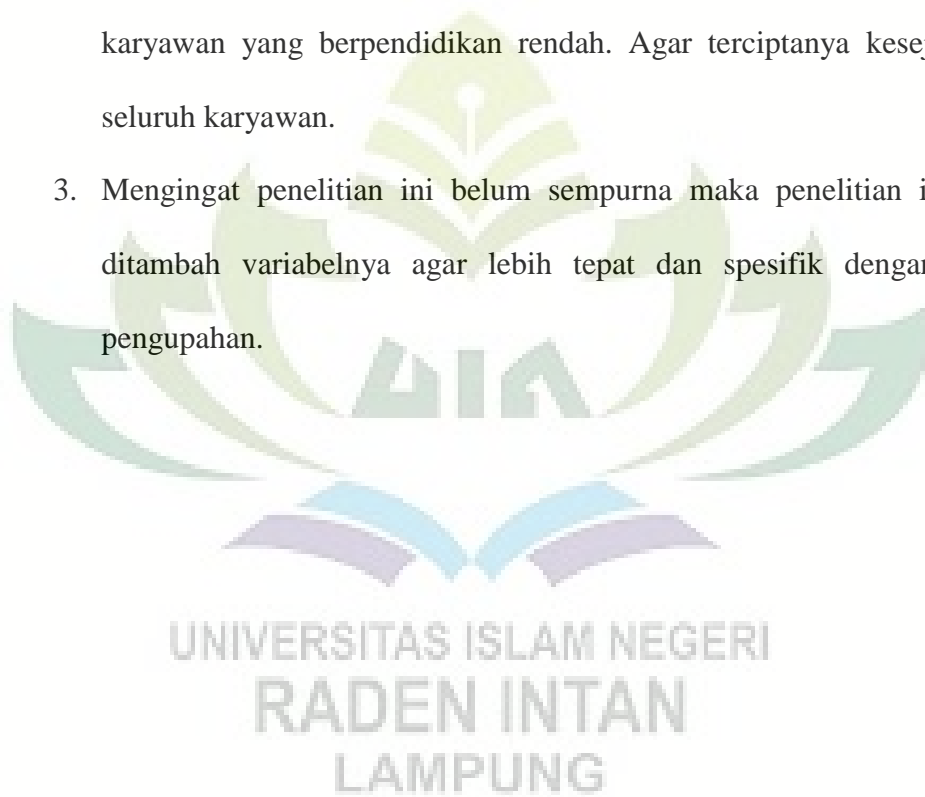 karyawan yang berpendidikan rendah. Agar terciptanya
seluruh karyawan.
3. Mengingat penelitian ini belum sempurna maka penelitian
ditambah variabelnya agar lebih tepat dan spesifik
pengupahan.
UIN
UNIVERSITAS ISLAM NEGERI
RADEN INTAN
LAMPUNG